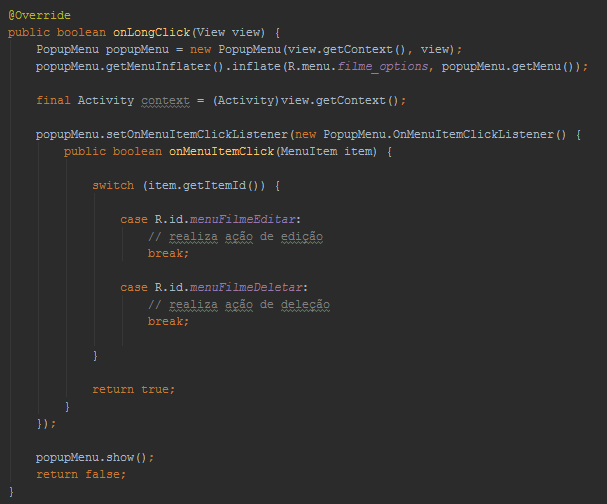 @Override
public boolean onLongClick(View view) {
    PopupMenu popupMenu = new PopupMenu(view.getContext(), view);
    popupMenu.getMenuInflater().inflate(R.menu.filme_options, popupMenu.getMenu());
    final Activity context = (Activity)view.getContext();
    popupMenu.setOnMenuItemClickListener(new PopupMenu.OnMenuItemClickListener() {
        public boolean onMenuItemClick(MenuItem item) {
            switch (item.getItemId()) {
                case R.id.menuFilmeEditar:
                    // realiza ação de edição
                    break;
                case R.id.menuFilmeDeletar:
                    // realiza ação de deleção
                    break;
            }
            return true;
        }
    });
    popupMenu.show();
    return false;
}